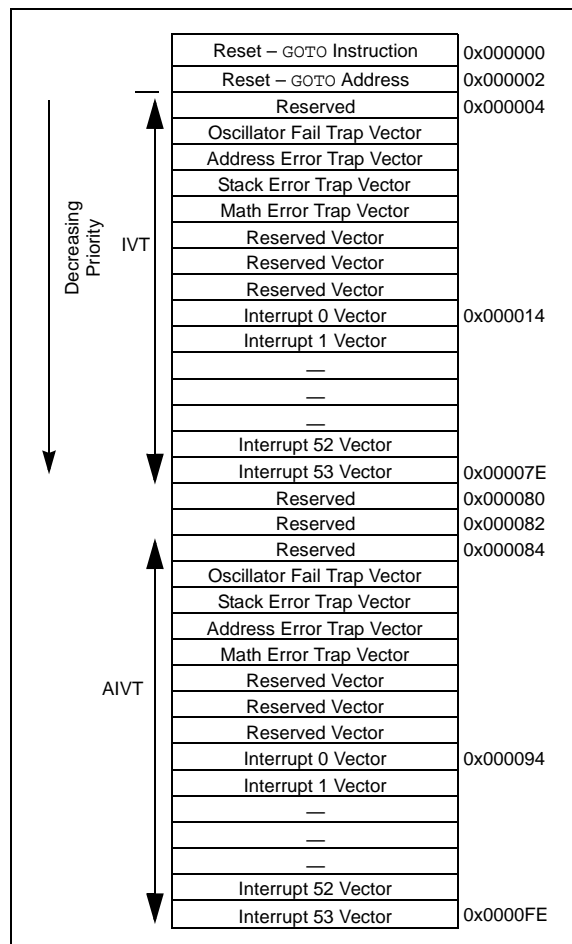 Reset – GOTO Instruction 0x000000
Reset – GOTO Address 0x000002
Reserved 0x000004
Oscillator Fail Trap Vector
Address Error Trap Vector
Stack Error Trap Vector
Math Error Trap Vector
Reserved Vector
Reserved Vector
Reserved Vector
Interrupt 0 Vector 0x000014
Interrupt 1 Vector
—
—
—
Interrupt 52 Vector
Interrupt 53 Vector 0x00007E
Decreasing
Priority
IVT
Reserved 0x000080
Reserved 0x000082
Reserved 0x000084
Oscillator Fail Trap Vector
Stack Error Trap Vector
Address Error Trap Vector
Math Error Trap Vector
Reserved Vector
Reserved Vector
Reserved Vector
Interrupt 0 Vector 0x000094
Interrupt 1 Vector
—
—
—
Interrupt 52 Vector
Interrupt 53 Vector 0x0000FE
AIVT